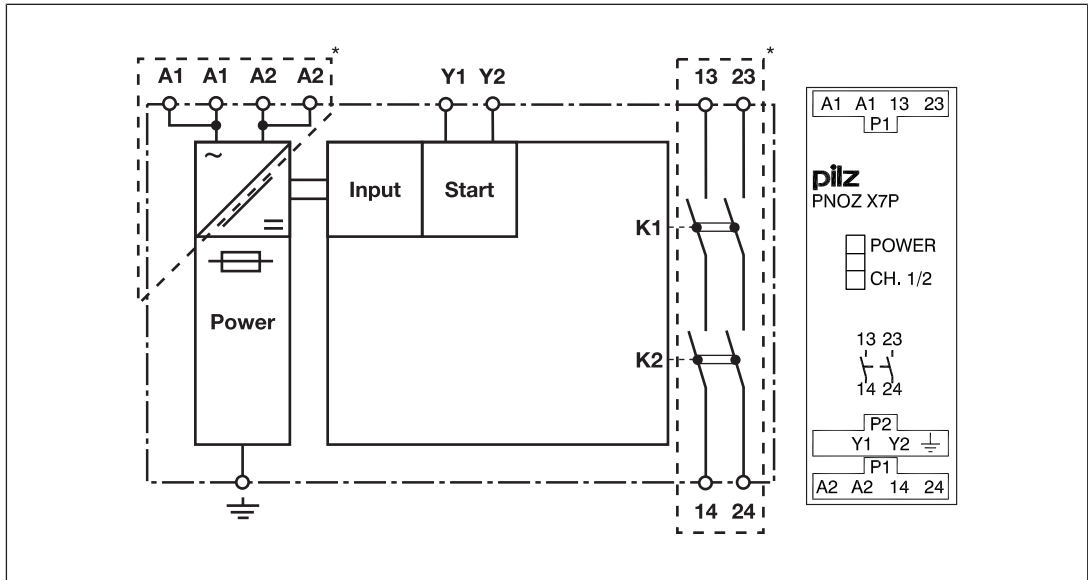 *
*
A1 A1 A2 A2
Y1 Y2
13 23
~
Input
Start
K1
Power
K2
14 24
A1 A1 13 23
P1
pilz
PNOZ X7P
POWER
CH. 1/2
13 23
14 24
P2
Y1 Y2
P1
A2 A2 14 24